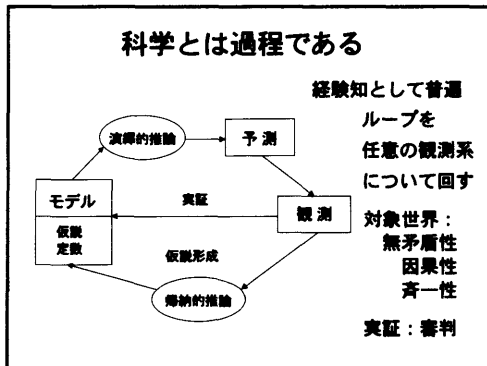 科学とは過程である
経験知として普遍
ループを
任意の観測系
について回す
演繹的推論
予測
モデル
実証
観測
仮説
定数
仮説形成
帰納的推論
対象世界:
無矛盾性
因果性
斉一性
実証:審判